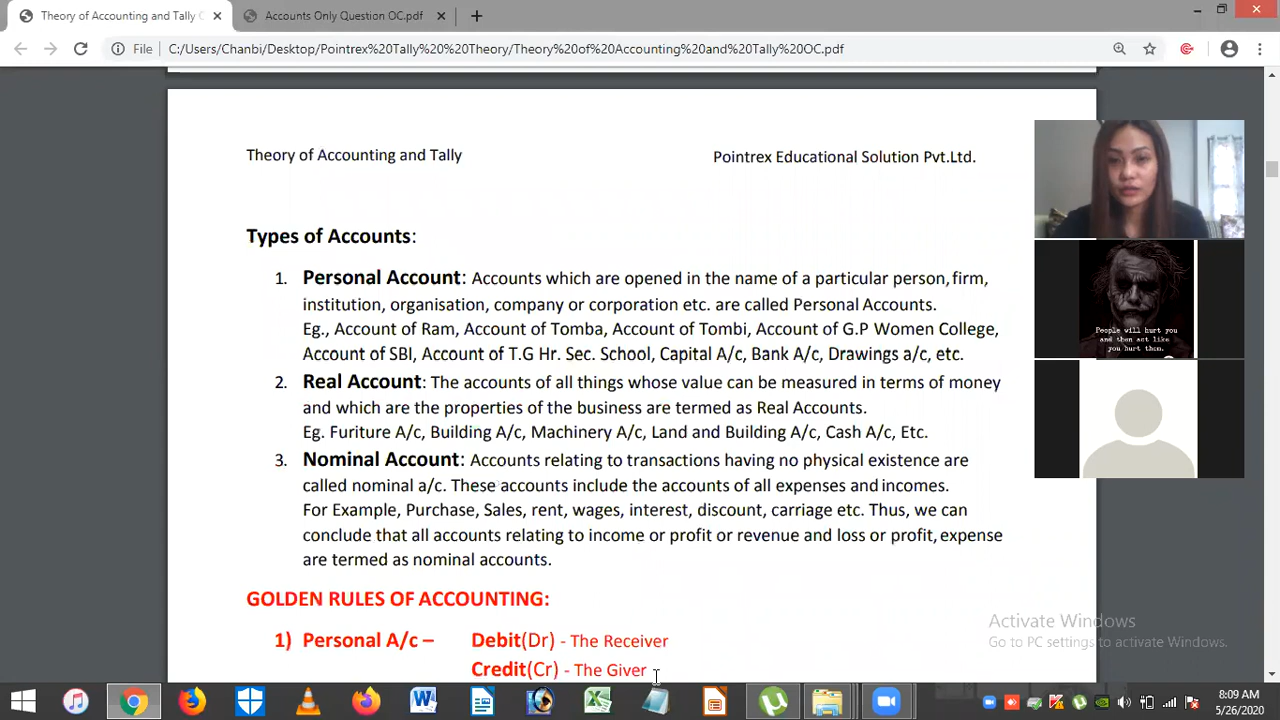 Theory of Accounting and Tally O
Accounts Only Question OC.pdf
File
C:/Users/Chanbi/Desktop/Pointrex%20Tally%20%20Theory/Theory%20of%20Accounting%20and%20Tally%20OC.pdf
Theory of Accounting and Tally
Pointrex Educational Solution Pvt.Ltd.
Types of Accounts:
1. Personal Account: Accounts which are opened in the name of a particular person, firm,
institution, organisation, company or corporation etc. are called Personal Accounts.
Eg., Account of Ram, Account of Tomba, Account of Tombi, Account of G.P Women College,
Account of SBI, Account of T.G Hr. Sec. School, Capital A/c, Bank A/c, Drawings a/c, etc.
2. Real Account: The accounts of all things whose value can be measured in terms of money
and which are the properties of the business are termed as Real Accounts.
Eg. Furiture A/c, Building A/c, Machinery A/c, Land and Building A/c, Cash A/c, Etc.
3. Nominal Account: Accounts relating to transactions having no physical existence are
called nominal a/c. These accounts include the accounts of all expenses and incomes.
For Example, Purchase, Sales, rent, wages, interest, discount, carriage etc. Thus, we can
conclude that all accounts relating to income or profit or revenue and loss or profit, expense
are termed as nominal accounts.
GOLDEN RULES OF ACCOUNTING:
1) Personal A/c – Debit(Dr) - The Receiver
Credit(Cr) - The Giver
People will hurt you
and then act like
you hurt them.
Activate Windows
Go to PC settings to activate Windows.
8:09 AM
5/26/2020